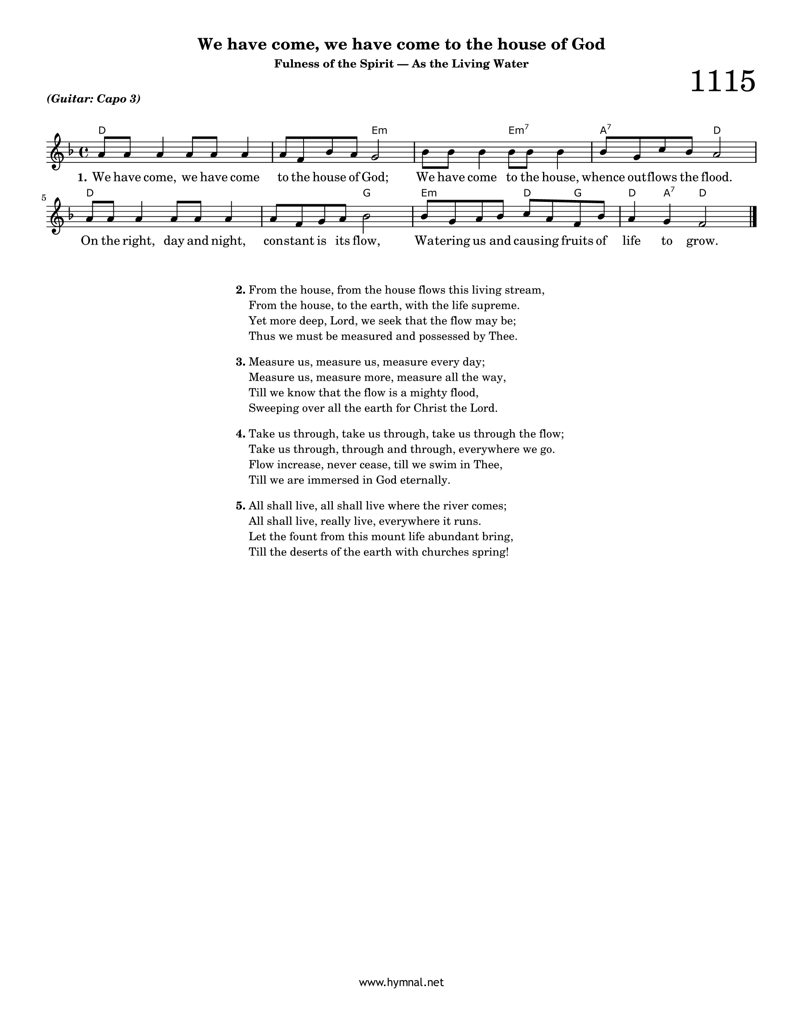 We have come, we have come to the house of God
Fulness of the Spirit — As the Living Water
1115
(Guitar: Capo 3)
D Em Em7 A7 D
1. We have come, we have come to the house of God; We have come to the house, whence outflows the flood.
5
D G Em D G D A7 D
On the right, day and night, constant is its flow, Watering us and causing fruits of life to grow.
2. From the house, from the house flows this living stream,
From the house, to the earth, with the life supreme.
Yet more deep, Lord, we seek that the flow may be;
Thus we must be measured and possessed by Thee.
3. Measure us, measure us, measure every day;
Measure us, measure more, measure all the way,
Till we know that the flow is a mighty flood,
Sweeping over all the earth for Christ the Lord.
4. Take us through, take us through, take us through the flow;
Take us through, through and through, everywhere we go.
Flow increase, never cease, till we swim in Thee,
Till we are immersed in God eternally.
5. All shall live, all shall live where the river comes;
All shall live, really live, everywhere it runs.
Let the fount from this mount life abundant bring,
Till the deserts of the earth with churches spring!
www.hymnal.net